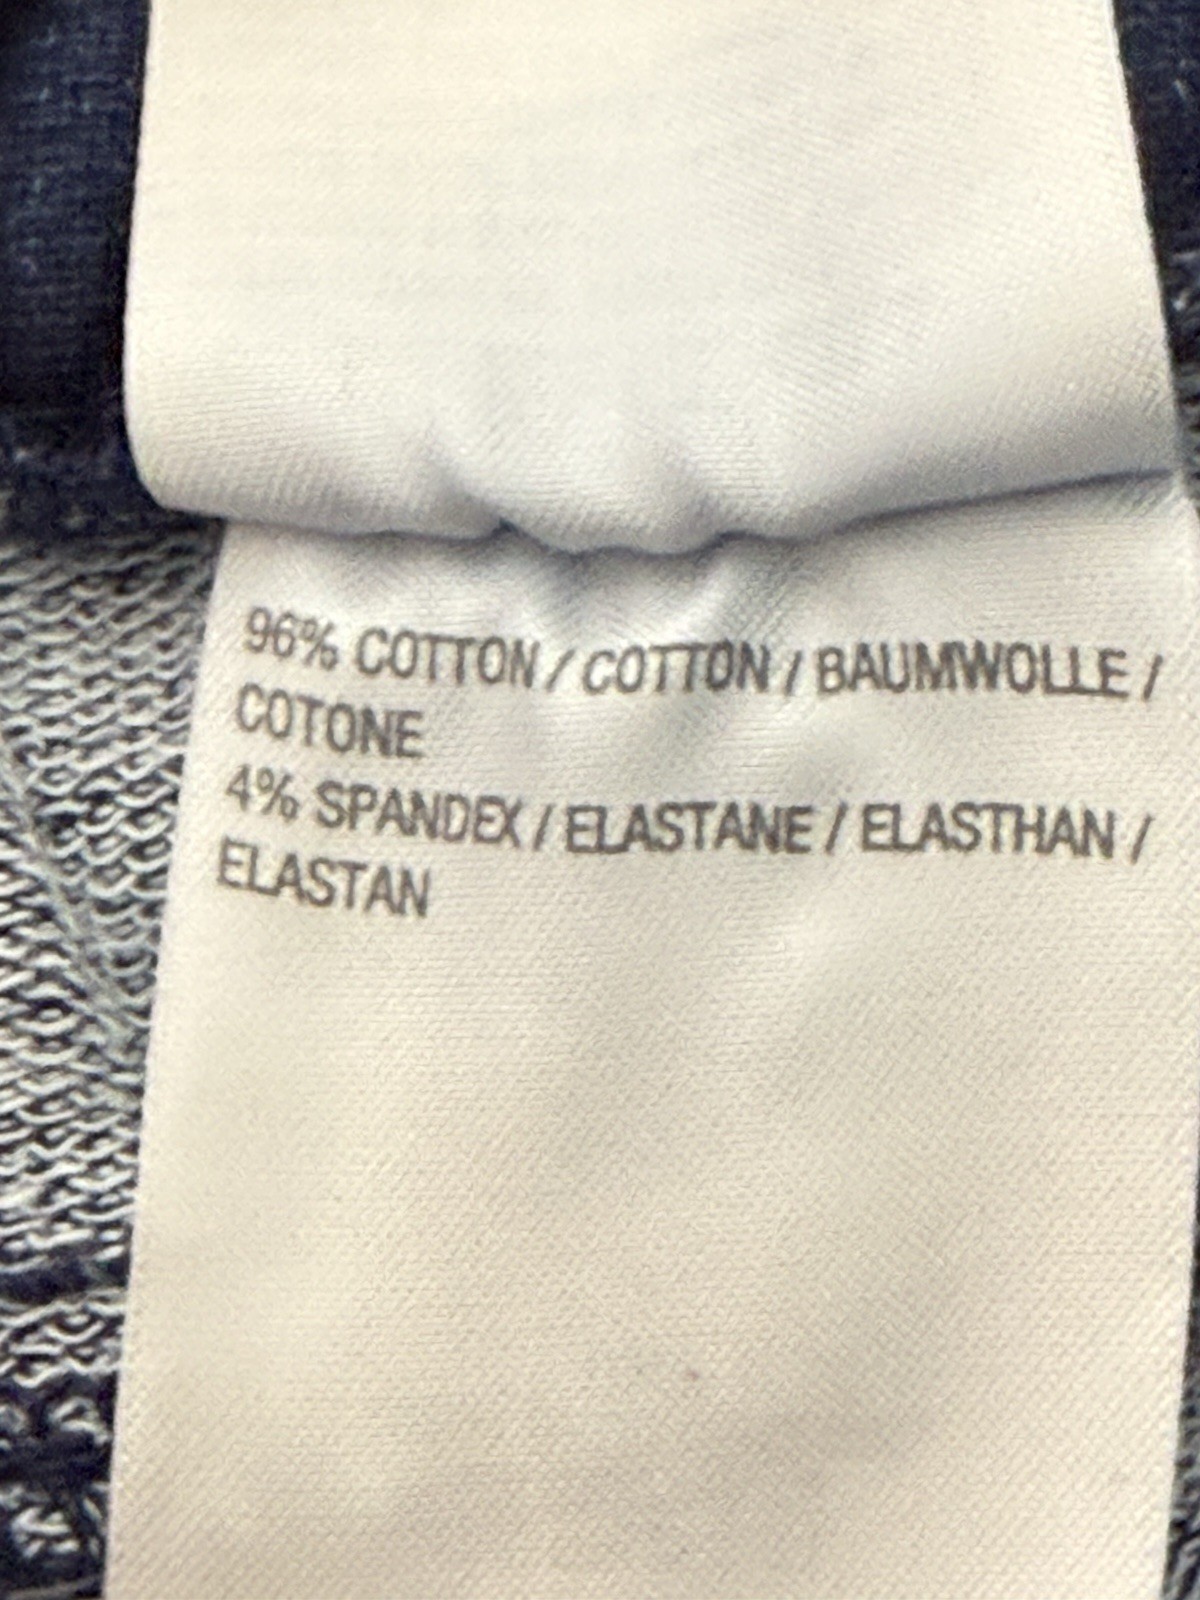 96% COTTON / COTTON / BAUMWOLLE /
COTONE
4% SPANDEX / ELASTANE / ELASTHAN /
ELASTAN